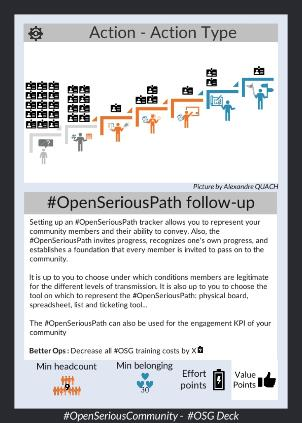 Action - Action Type
Picture by Alexandre QUACH
#OpenSeriousPath follow-up
Setting up an #OpenSeriousPath tracker allows you to represent your
community members and their ability to convey. Also, the
#OpenSeriousPath invites progress, recognizes one's own progress, and
establishes a foundation that every member is invited to pass on to the
community.
It is up to you to choose under which conditions members are legitimate
for the different levels of transmission. It is also up to you to choose the
tool on which to represent the #OpenSeriousPath: physical board,
spreadsheet, list and ticketing tool...
The #OpenSeriousPath can also be used for the engagement KPI of your
community
Better Ops: Decrease all #OSG training costs by X
Min headcount
9
Min belonging
30
Effort
points
Value
Points
#OpenSeriousCommunity - #OSG Deck